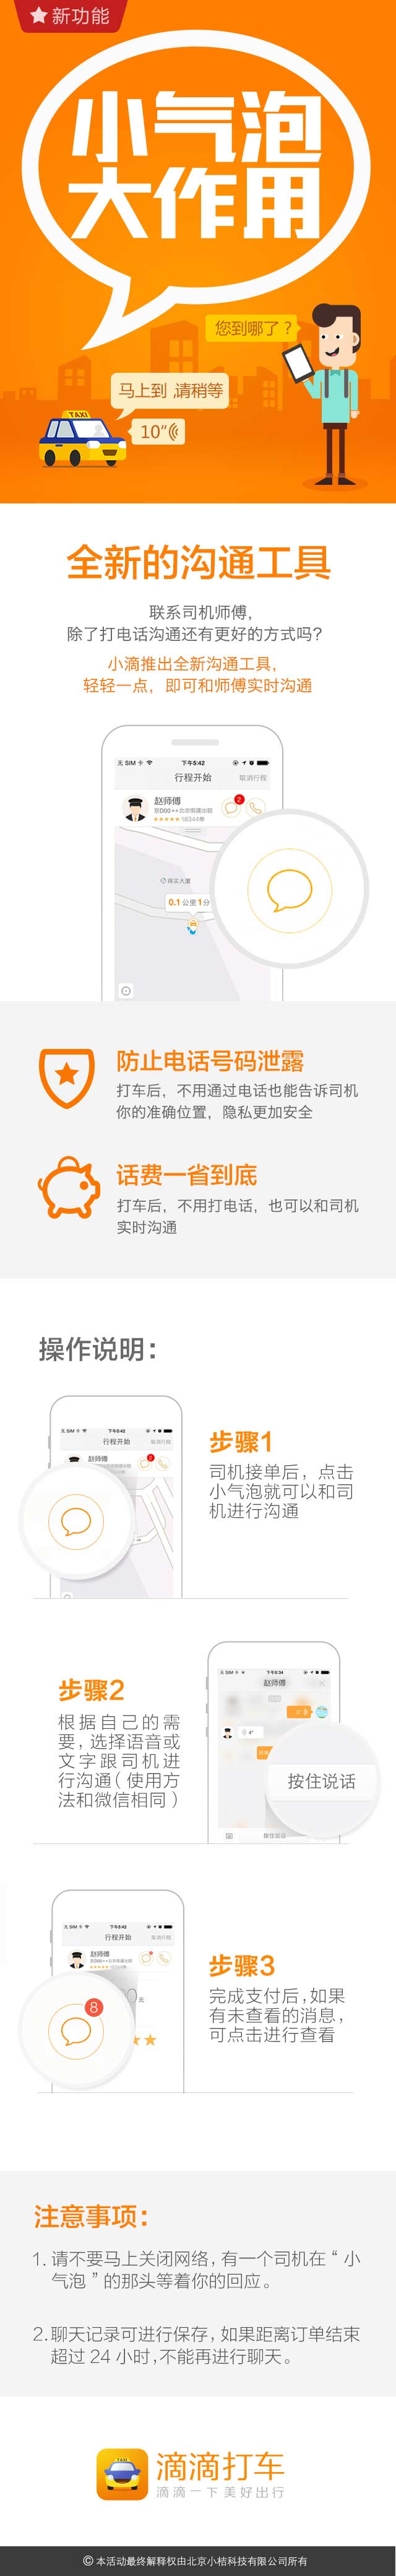 新功能
小气泡
大作用
您到哪了？
马上到 ,请稍等
TAXI
10"
全新的沟通工具
联系司机师傅，
除了打电话沟通还有更好的方式吗？
小滴推出全新沟通工具，
轻轻一点，即可和师傅实时沟通
无 SIM 卡 下午5:42
行程开始 取消行程
赵师傅 2
18344单
得实大厦
0.1 公里 1分
防止电话号码泄露
打车后，不用通过电话也能告诉司机
你的准确位置，隐私更加安全
话费一省到底
打车后，不用打电话，也可以和司机
实时沟通
操作说明：
无 SIM 卡 下午5:42
行程开始 取消行程
赵师傅 2
步骤1
司机接单后，点击
小气泡就可以和司
机进行沟通
步骤2
根据自己的需
要，选择语音或
文字跟司机进
行沟通（使用方
法和微信相同）
无 SIM 卡 下午5:34
赵师傅
4"
按住说话
按住说话
无 SIM 卡 下午5:42
行程开始 取消行程
赵师傅
8
0元
步骤3
完成支付后，如果
有未查看的消息，
可点击进行查看
注意事项：
1. 请不要马上关闭网络，有一个司机在“小
气泡”的那头等着你的回应。
2. 聊天记录可进行保存，如果距离订单结束
超过 24 小时，不能再进行聊天。
TAXI
滴滴打车
滴滴一下 美好出行
© 本活动最终解释权由北京小桔科技有限公司所有